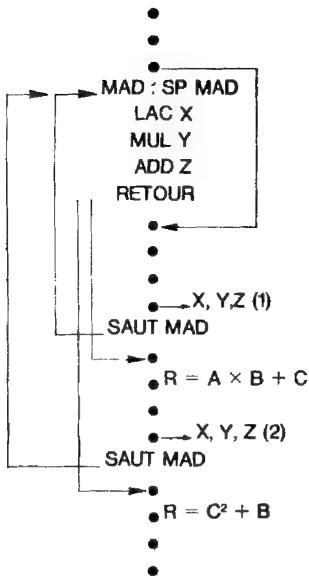 MAD : SP MAD
LAC X
MUL Y
ADD Z
RETOUR
X, Y,Z (1)
SAUT MAD
R = A × B + C
X, Y, Z (2)
SAUT MAD
R = C² + B